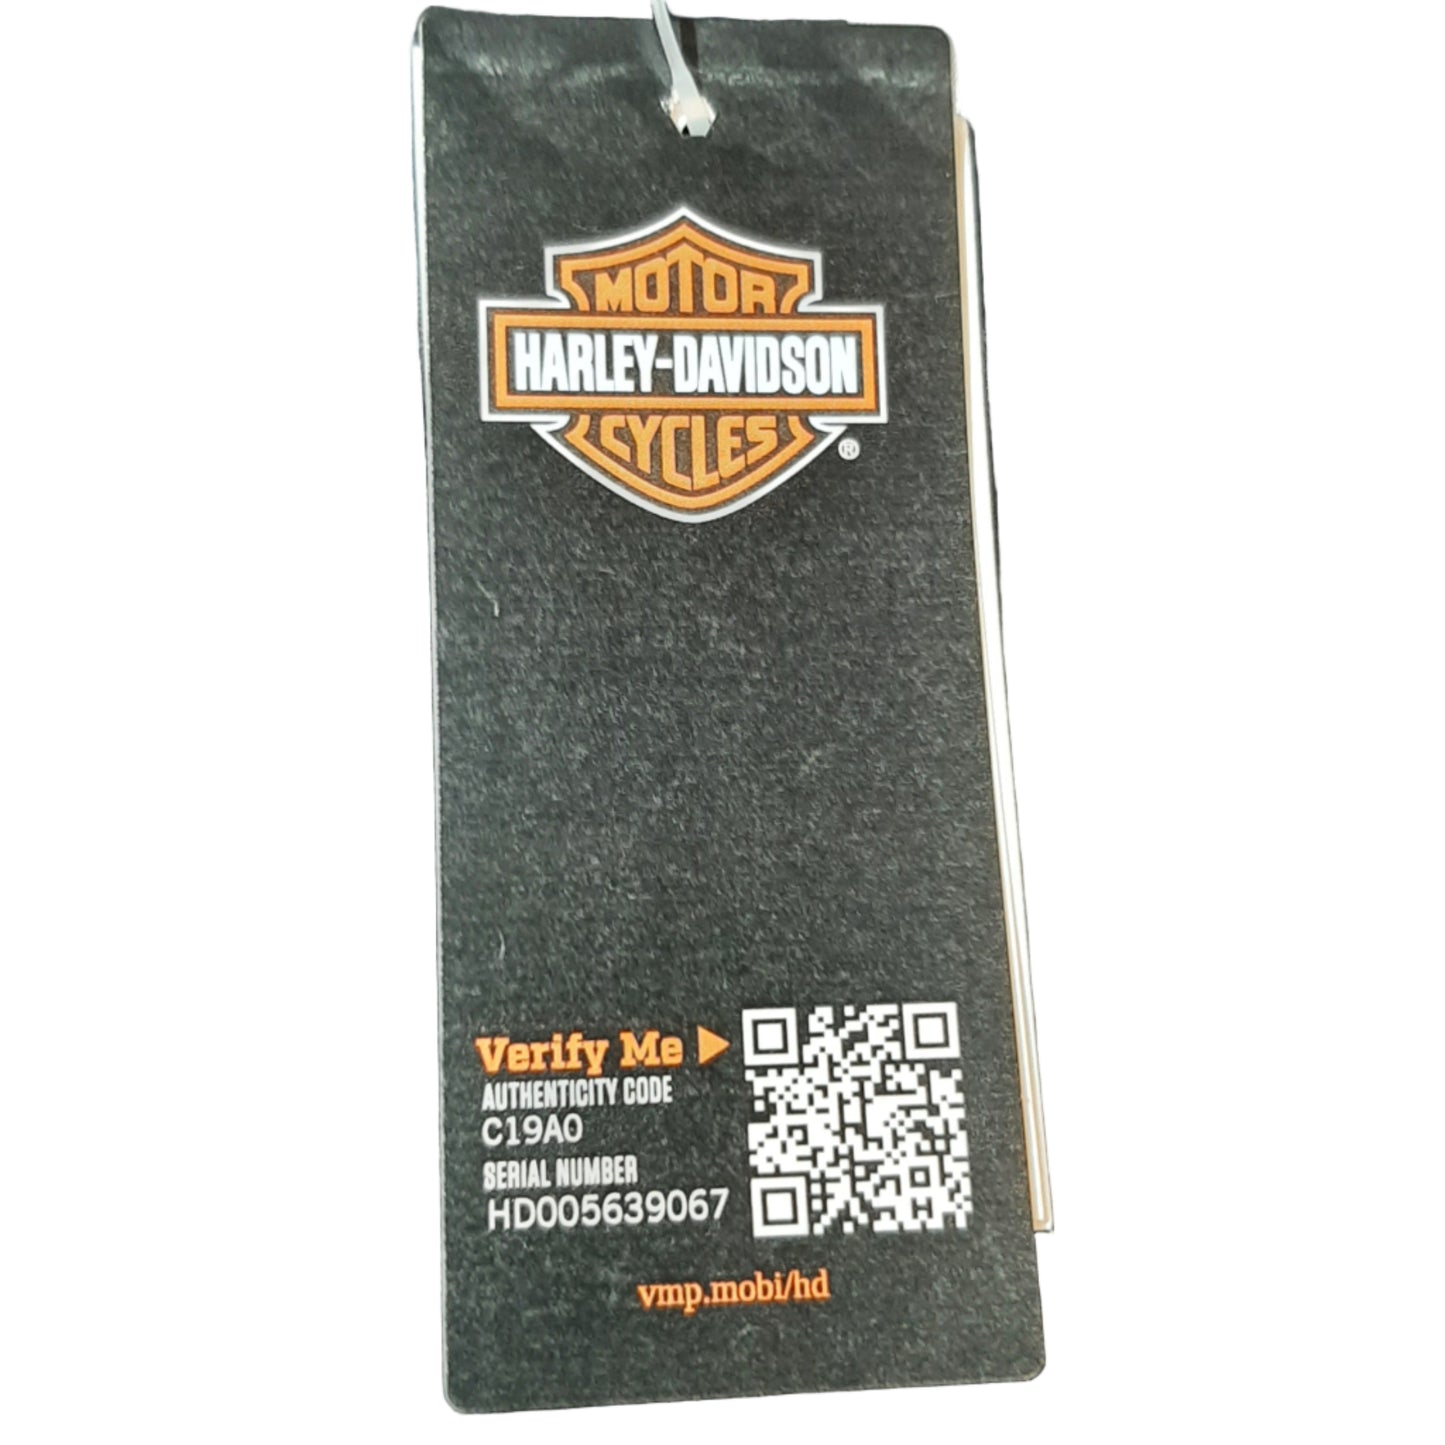 MOTOR
HARLEY-DAVIDSON
CYCLES
®
Verify Me
AUTHENTICITY CODE
C19A0
SERIAL NUMBER
HD005639067
vmp.mobi/hd